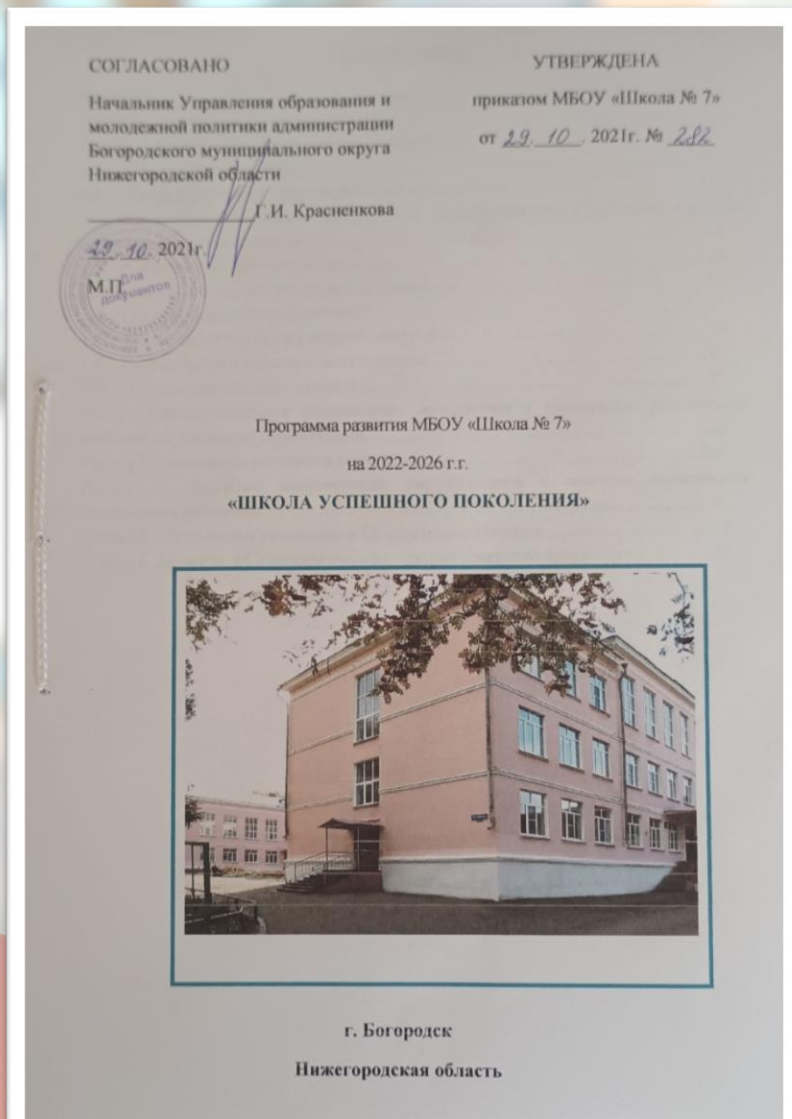 СОГЛАСОВАНО
Начальник Управления образования и
молодежной политики администрации
Богородского муниципального округа
Нижегородской области
Г.И. Красненкова
29. 10. 2021г.
М.П.
Для
документов
УТВЕРЖДЕНА
приказом МБОУ «Школа № 7»
от 29. 10. 2021г. № 282
Программа развития МБОУ «Школа № 7»
на 2022-2026 г.г.
«ШКОЛА УСПЕШНОГО ПОКОЛЕНИЯ»
г. Богородск
Нижегородская область